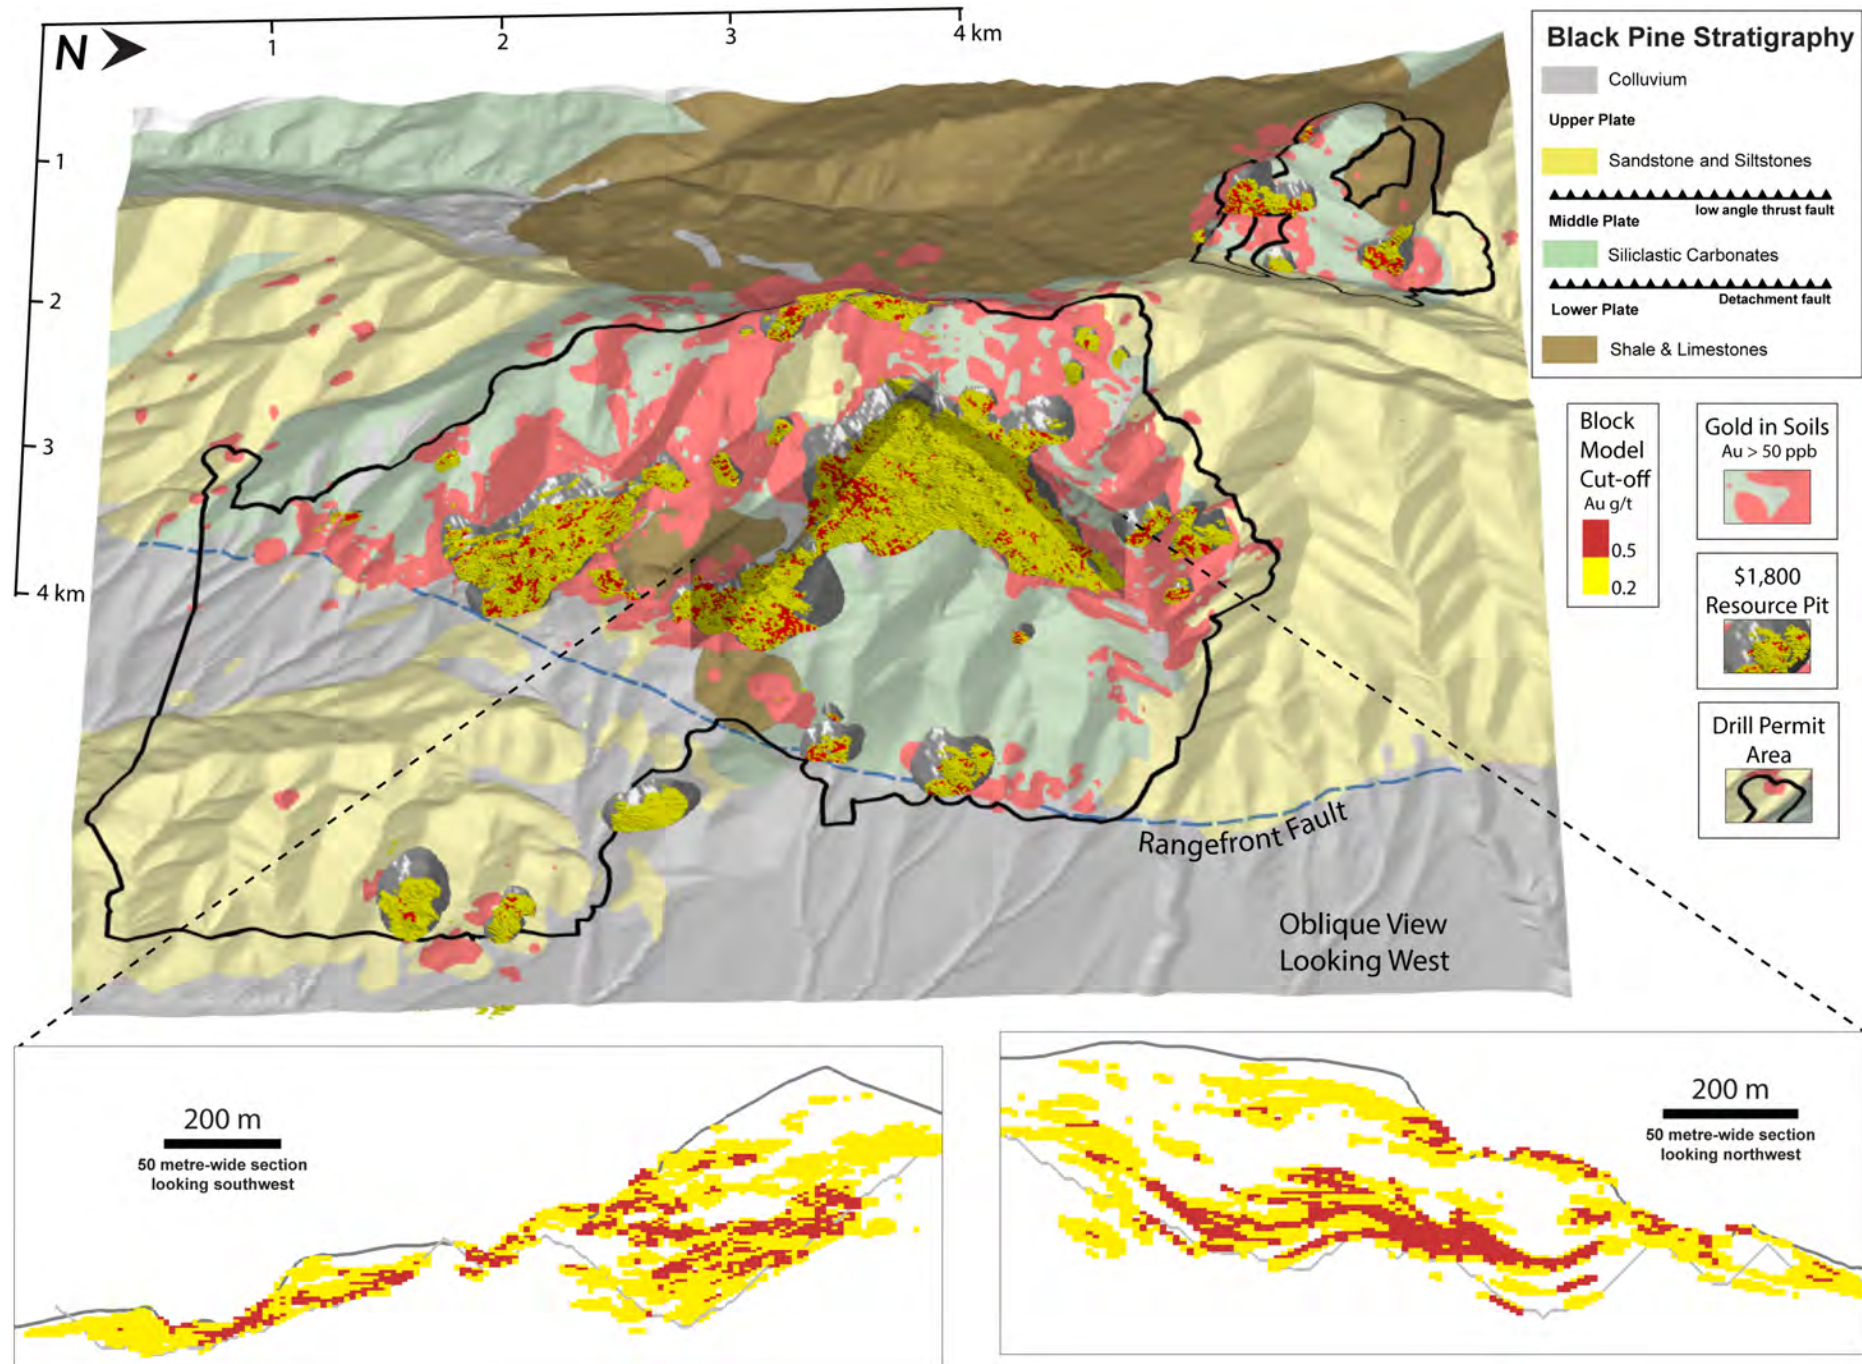 N
1
2
3
4 km
1
2
3
4 km
Black Pine Stratigraphy
Colluvium
Upper Plate
Sandstone and Siltstones
low angle thrust fault
Middle Plate
Siliclastic Carbonates
Detachment fault
Lower Plate
Shale & Limestones
Block
Model
Cut-off
Au g/t
0.5
0.2
Gold in Soils
Au > 50 ppb
$1,800
Resource Pit
Drill Permit
Area
Rangefront Fault
Oblique View
Looking West
200 m
50 metre-wide section
looking southwest
200 m
50 metre-wide section
looking northwest